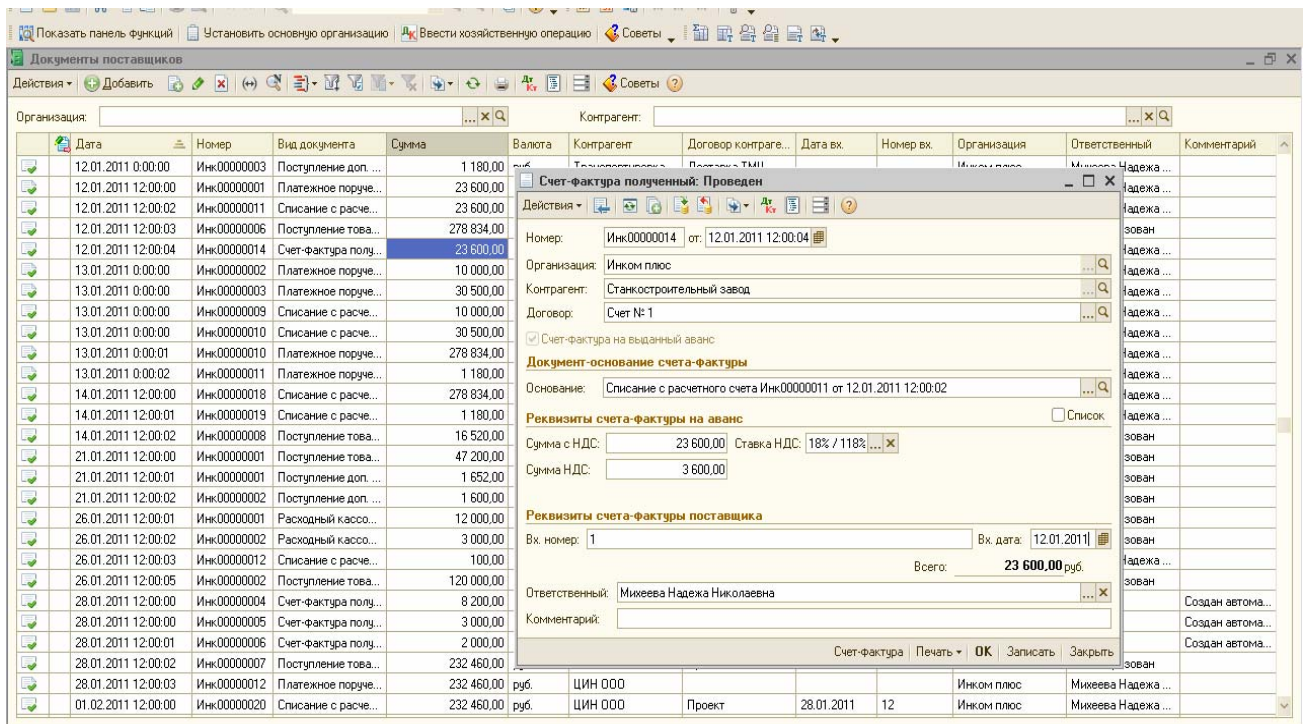 Показать панель функций Установить основную организацию Ввести хозяйственную операцию Советы
Документы поставщиков
Действия Добавить Советы
Организация: Контрагент:
Дата Номер Вид документа Сумма Валюта Контрагент Договор контраге... Дата вх. Номер вх. Организация Ответственный Комментарий
12.01.2011 0:00:00 Инк00000003 Поступление доп. ... 1 180,00
12.01.2011 12:00:00 Инк00000001 Платежное поруче... 23 600,00
12.01.2011 12:00:02 Инк00000011 Списание с расче... 23 600,00
12.01.2011 12:00:03 Инк00000006 Поступление това... 278 834,00
12.01.2011 12:00:04 Инк00000014 Счет-фактура полу... 23 600,00
13.01.2011 0:00:00 Инк00000002 Платежное поруче... 10 000,00
13.01.2011 0:00:00 Инк00000003 Платежное поруче... 30 500,00
13.01.2011 0:00:00 Инк00000009 Списание с расче... 10 000,00
13.01.2011 0:00:00 Инк00000010 Списание с расче... 30 500,00
13.01.2011 0:00:01 Инк00000010 Платежное поруче... 278 834,00
13.01.2011 0:00:02 Инк00000011 Платежное поруче... 1 180,00
14.01.2011 12:00:00 Инк00000018 Списание с расче... 278 834,00
14.01.2011 12:00:01 Инк00000019 Списание с расче... 1 180,00
14.01.2011 12:00:02 Инк00000008 Поступление това... 16 520,00
21.01.2011 12:00:00 Инк00000001 Поступление това... 47 200,00
21.01.2011 12:00:01 Инк00000001 Поступление доп. ... 1 652,00
21.01.2011 12:00:02 Инк00000002 Поступление доп. ... 1 600,00
26.01.2011 12:00:01 Инк00000001 Расходный кассо... 12 000,00
26.01.2011 12:00:02 Инк00000002 Расходный кассо... 3 000,00
26.01.2011 12:00:03 Инк00000012 Списание с расче... 100,00
26.01.2011 12:00:05 Инк00000002 Поступление това... 120 000,00
28.01.2011 12:00:00 Инк00000004 Счет-фактура полу... 8 200,00 Создан автома...
28.01.2011 12:00:00 Инк00000005 Счет-фактура полу... 3 000,00 Создан автома...
28.01.2011 12:00:01 Инк00000006 Счет-фактура полу... 2 000,00 Создан автома...
28.01.2011 12:00:02 Инк00000007 Поступление това... 232 460,00
28.01.2011 12:00:03 Инк00000012 Платежное поруче... 232 460,00 руб. ЦИН ООО Инком плюс Михеева Надежа ...
01.02.2011 12:00:00 Инк00000020 Списание с расче... 232 460,00 руб. ЦИН ООО Проект 28.01.2011 12 Инком плюс Михеева Надежа ...
Счет-фактура полученный: Проведен
Действия
Номер: Инк00000014 от: 12.01.2011 12:00:04
Организация: Инком плюс
Контрагент: Станкостроительный завод
Договор: Счет № 1
Счет-фактура на выданный аванс
Документ-основание счета-фактуры
Основание: Списание с расчетного счета Инк00000011 от 12.01.2011 12:00:02
Реквизиты счета-фактуры на аванс Список
Сумма с НДС: 23 600,00 Ставка НДС: 18% / 118%
Сумма НДС: 3 600,00
Реквизиты счета-фактуры поставщика
Вх. номер: 1 Вх. дата: 12.01.2011
Всего: 23 600,00 руб.
Ответственный: Михеева Надежа Николаевна
Комментарий:
Счет-фактура Печать OK Записать Закрыть